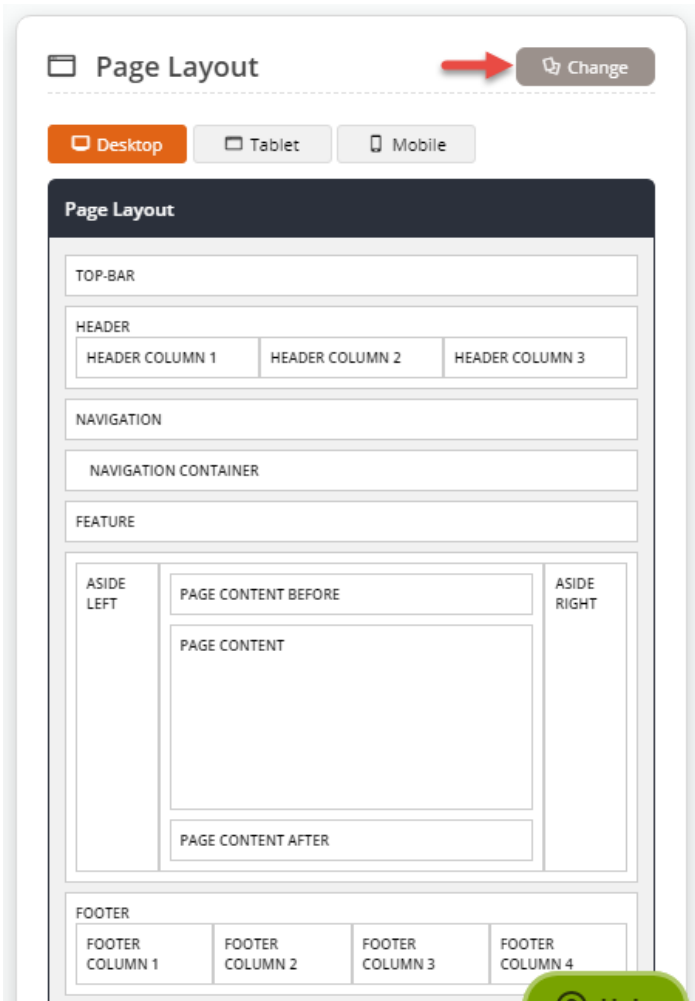 Page Layout
Change
Desktop
Tablet
Mobile
Page Layout
TOP-BAR
HEADER
HEADER COLUMN 1
HEADER COLUMN 2
HEADER COLUMN 3
NAVIGATION
NAVIGATION CONTAINER
FEATURE
ASIDE
LEFT
PAGE CONTENT BEFORE
PAGE CONTENT
PAGE CONTENT AFTER
ASIDE
RIGHT
FOOTER
FOOTER
COLUMN 1
FOOTER
COLUMN 2
FOOTER
COLUMN 3
FOOTER
COLUMN 4